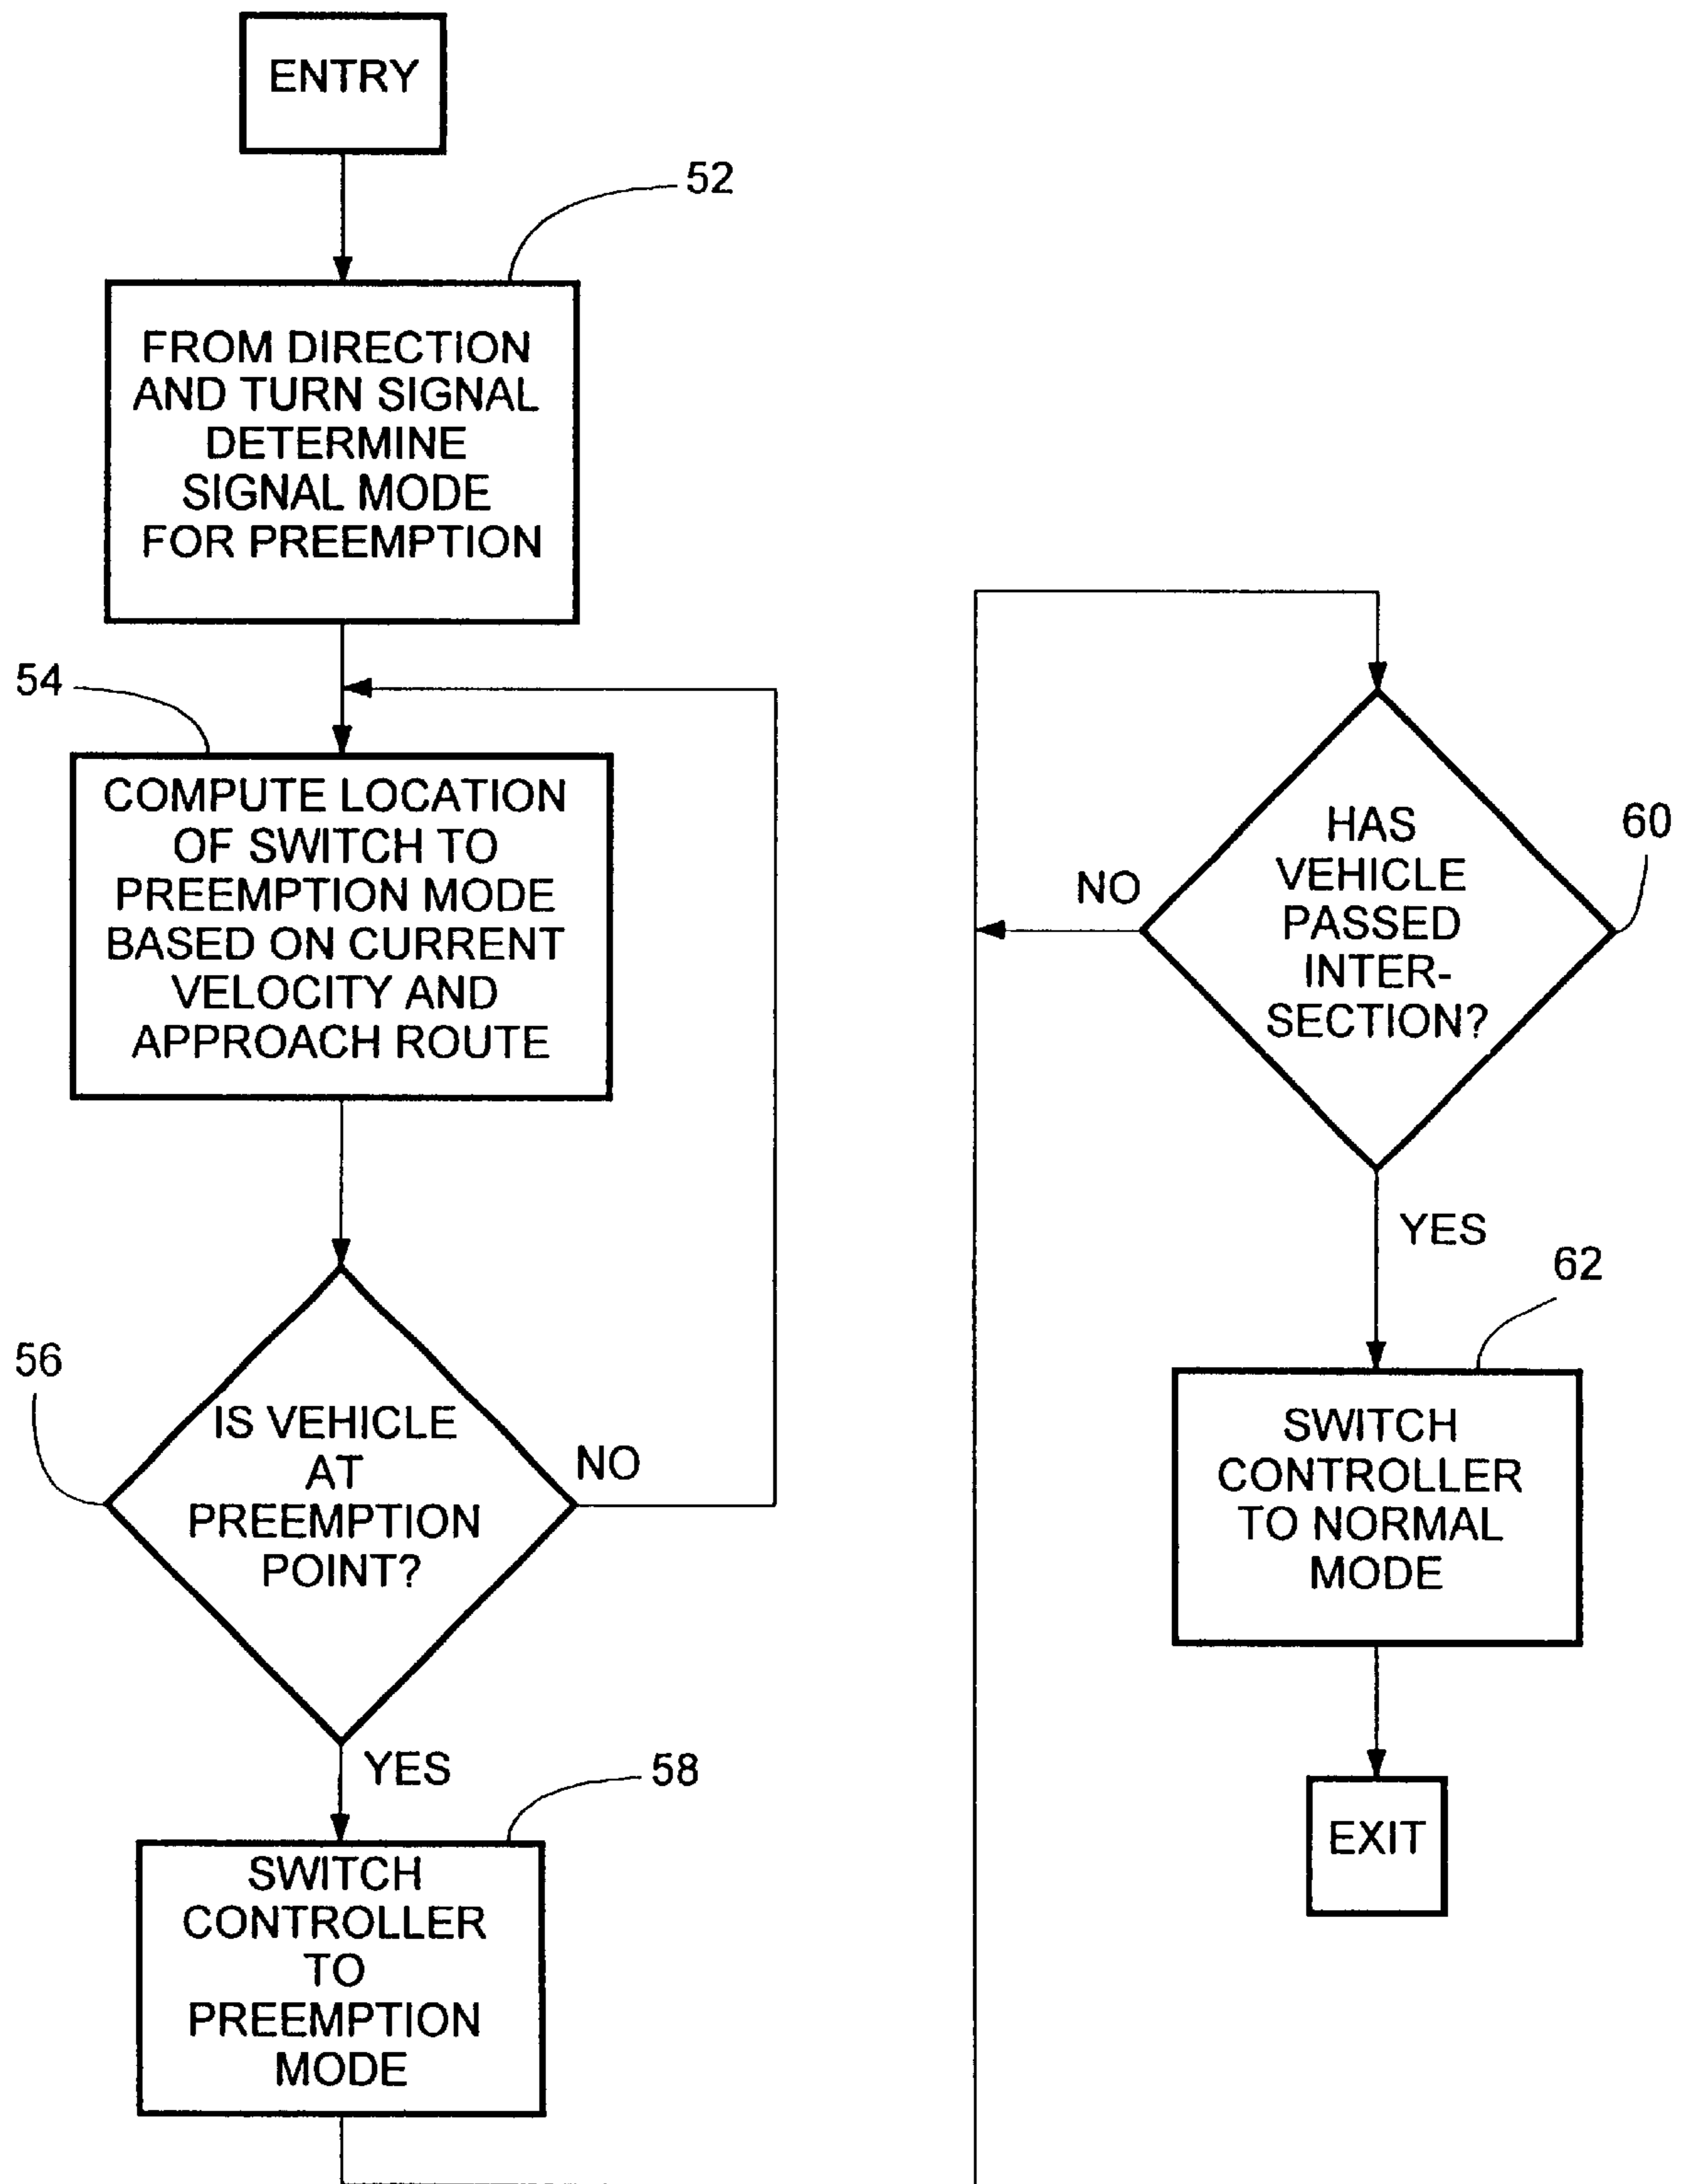 ENTRY
52
FROM DIRECTION
AND TURN SIGNAL
DETERMINE
SIGNAL MODE
FOR PREEMPTION
54
COMPUTE LOCATION
OF SWITCH TO
PREEMPTION MODE
BASED ON CURRENT
VELOCITY AND
APPROACH ROUTE
56
IS VEHICLE
AT
PREEMPTION
POINT?
NO
YES
58
SWITCH
CONTROLLER
TO
PREEMPTION
MODE
60
HAS
VEHICLE
PASSED
INTER-
SECTION?
NO
YES
62
SWITCH
CONTROLLER
TO NORMAL
MODE
EXIT